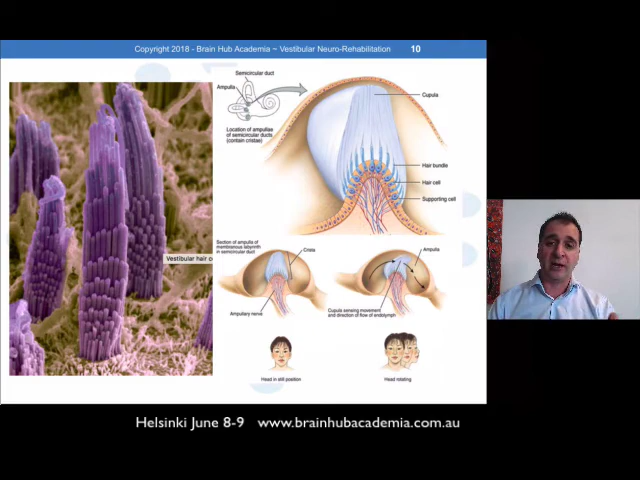 Copyright 2018 - Brain Hub Academia ~ Vestibular Neuro-Rehabilitation 10
Semicircular duct
Ampulla
Cupula
Location of ampullae
of semicircular ducts
(contain cristae)
Hair bundle
Hair cell
Supporting cell
Section of ampulla of
membranous labyrinth
in semicircular duct
Crista
Ampulla
Vestibular hair c
Ampullary nerve
Cupula sensing movement
and direction of flow of endolymph
Head in still position
Head rotating
Helsinki June 8-9 www.brainhubacademia.com.au